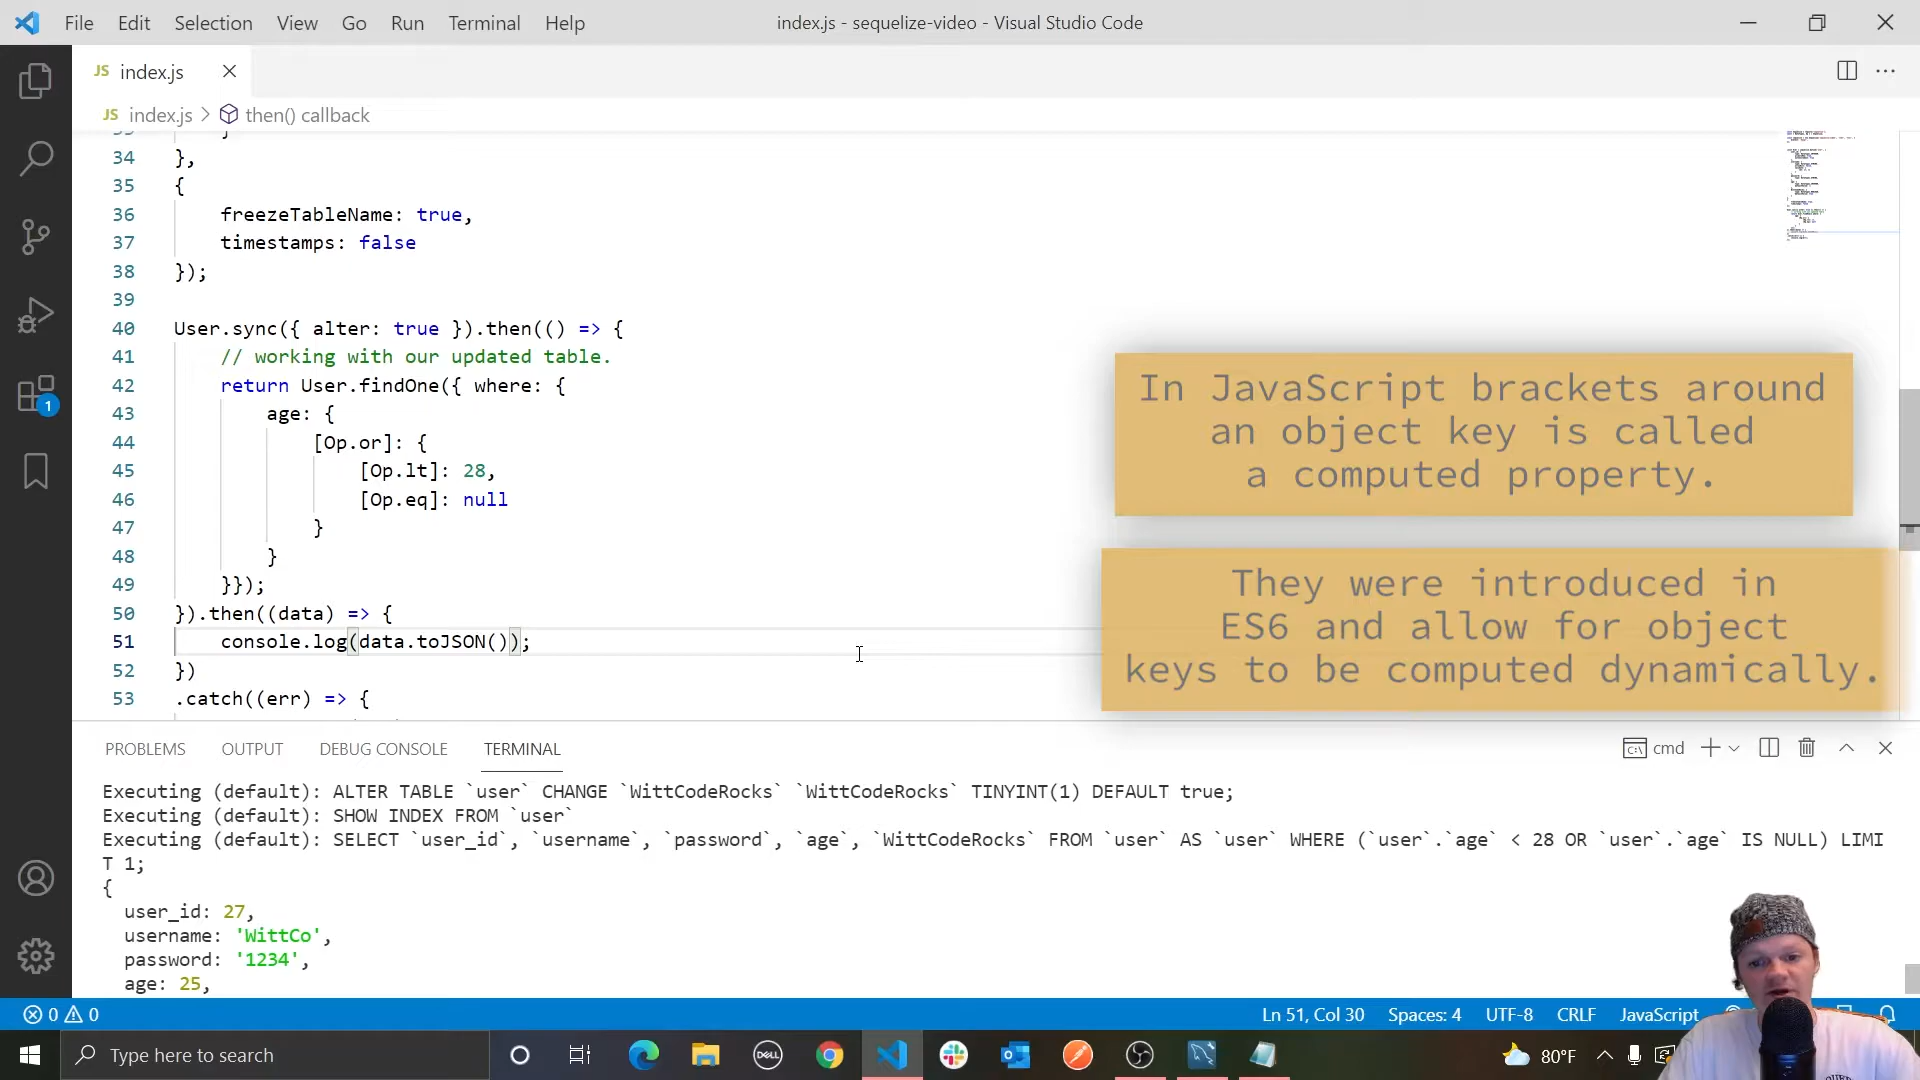 File Edit Selection View Go Run Terminal Help
index.js - sequelize-video - Visual Studio Code
JS index.js
JS index.js > then() callback
34 },
35 {
36 freezeTableName: true,
37 timestamps: false
38 });
39
40 User.sync({ alter: true }).then(() => {
41 // working with our updated table.
42 return User.findOne({ where: {
43 age: {
44 [Op.or]: {
45 [Op.lt]: 28,
46 [Op.eq]: null
47 }
48 }
49 }});
50 }).then((data) => {
51 console.log(data.toJSON());
52 })
53 .catch((err) => {
In JavaScript brackets around
an object key is called
a computed property.
They were introduced in
ES6 and allow for object
keys to be computed dynamically.
1
PROBLEMS OUTPUT DEBUG CONSOLE TERMINAL
cmd
Executing (default): ALTER TABLE `user` CHANGE `WittCodeRocks` `WittCodeRocks` TINYINT(1) DEFAULT true;
Executing (default): SHOW INDEX FROM `user`
Executing (default): SELECT `user_id`, `username`, `password`, `age`, `WittCodeRocks` FROM `user` AS `user` WHERE (`user`.`age` < 28 OR `user`.`age` IS NULL) LIMI
T 1;
{
user_id: 27,
username: 'WittCo',
password: '1234',
age: 25,
0 0
Ln 51, Col 30 Spaces: 4 UTF-8 CRLF JavaScript
Type here to search
DELL
80°F